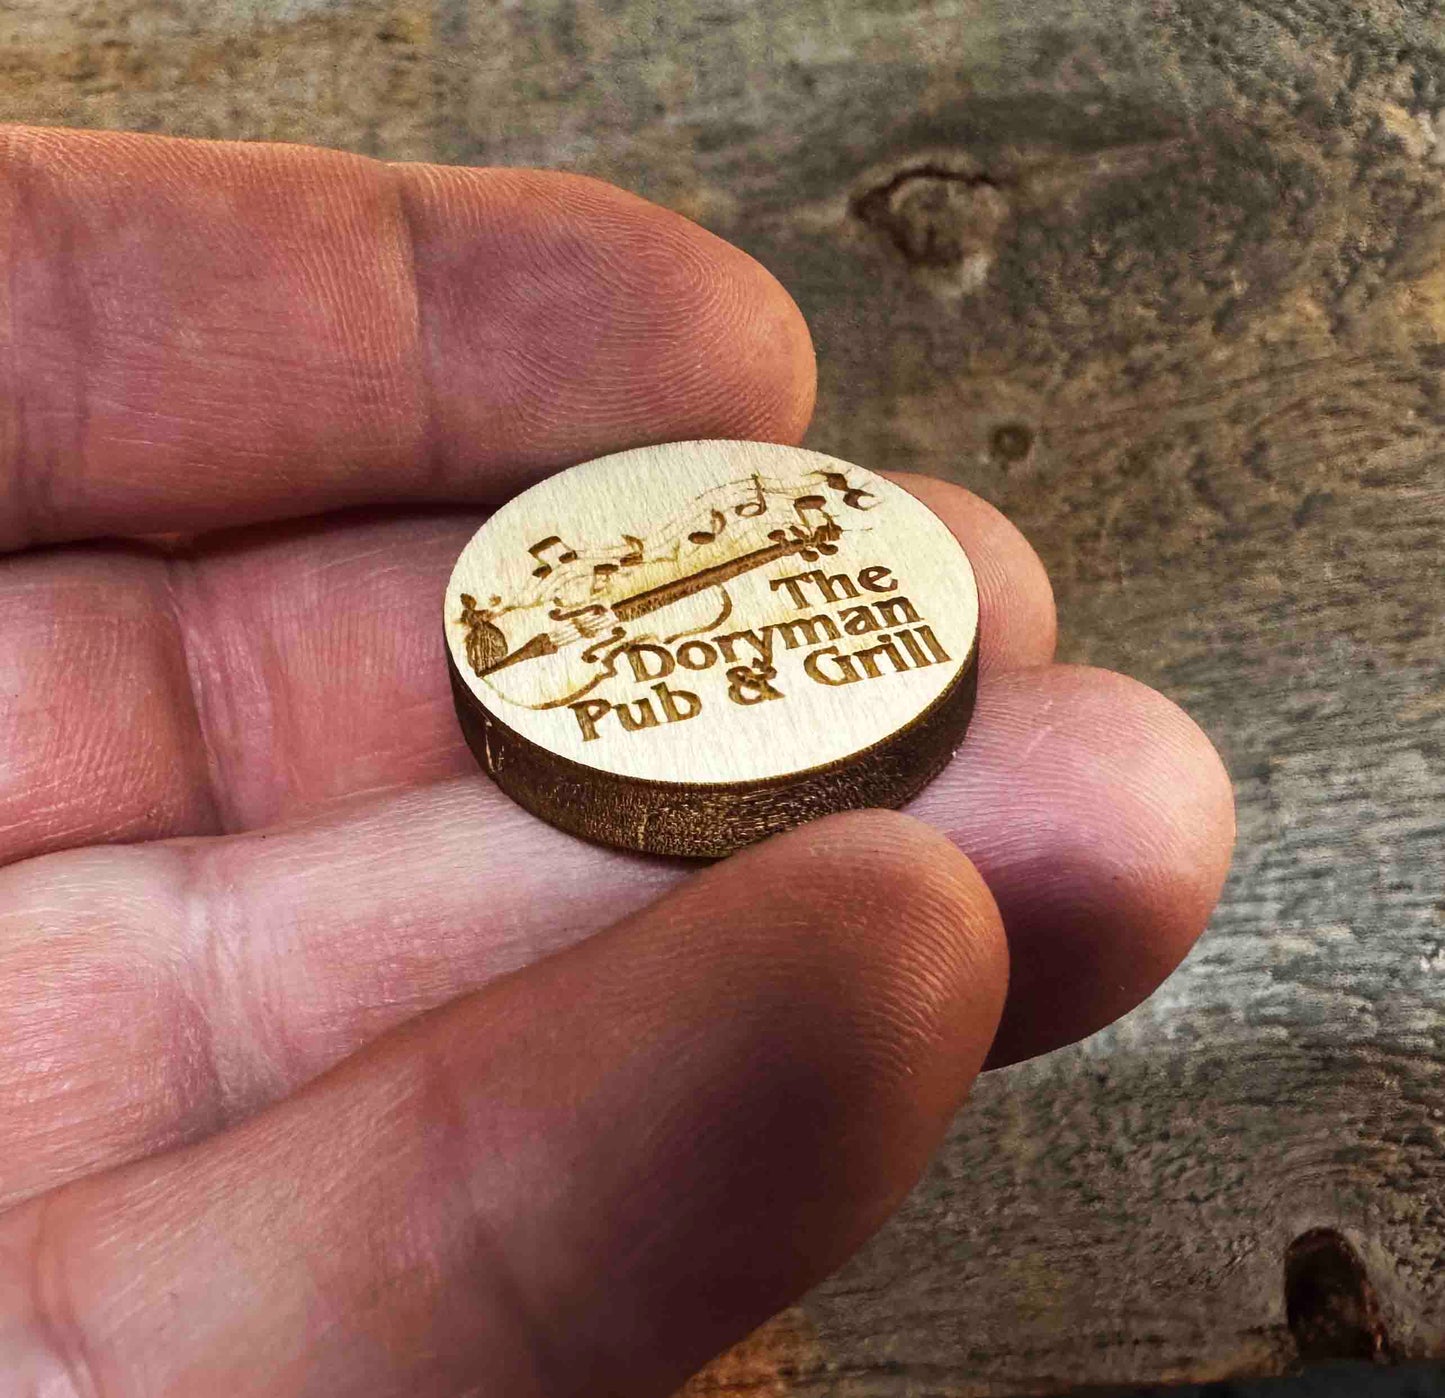 The
Doryman
Pub & Grill